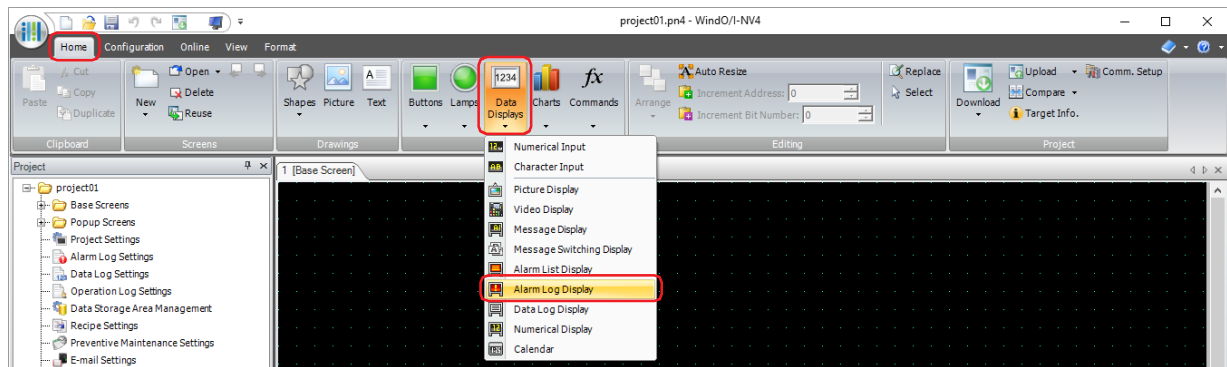 project01.pn4 - WindO/I-NV4
Home Configuration Online View Format
Cut
Copy
Paste
Duplicate
Clipboard
New
Open
Delete
Reuse
Screens
Shapes Picture Text
Drawings
Buttons Lamps
1234
Data Displays
Charts
fx
Commands
Arrange
Auto Resize
Increment Address: 0
Increment Bit Number: 0
Replace
Select
Editing
Download
Upload
Compare
Target Info.
Comm. Setup
Project
Numerical Input
Character Input
Picture Display
Video Display
Message Display
Message Switching Display
Alarm List Display
Alarm Log Display
Data Log Display
Numerical Display
Calendar
Project
project01
Base Screens
Popup Screens
Project Settings
Alarm Log Settings
Data Log Settings
Operation Log Settings
Data Storage Area Management
Recipe Settings
Preventive Maintenance Settings
E-mail Settings
1 [Base Screen]